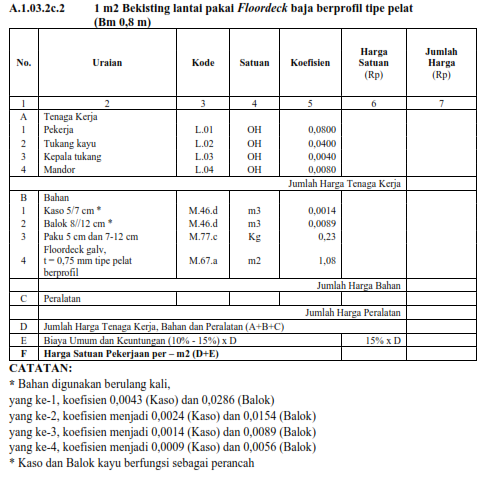 A.1.03.2c.2 1 m2 Bekisting lantai pakai Floordeck baja berprofil tipe pelat
(Bm 0,8 m)
No. Uraian Kode Satuan Koefisien Harga Satuan (Rp) Jumlah Harga (Rp)
1 2 3 4 5 6 7
A Tenaga Kerja
1 Pekerja L.01 OH 0,0800
2 Tukang kayu L.02 OH 0,0400
3 Kepala tukang L.03 OH 0,0040
4 Mandor L.04 OH 0,0080
Jumlah Harga Tenaga Kerja
B Bahan
1 Kaso 5/7 cm * M.46.d m3 0,0014
2 Balok 8//12 cm * M.46.d m3 0,0089
3 Paku 5 cm dan 7-12 cm M.77.c Kg 0,23
Floordeck galv,
4 t = 0,75 mm tipe pelat M.67.a m2 1,08
berprofil
Jumlah Harga Bahan
C Peralatan
Jumlah Harga Peralatan
D Jumlah Harga Tenaga Kerja, Bahan dan Peralatan (A+B+C)
E Biaya Umum dan Keuntungan (10% - 15%) x D 15% x D
F Harga Satuan Pekerjaan per – m2 (D+E)
CATATAN:
* Bahan digunakan berulang kali,
yang ke-1, koefisien 0,0043 (Kaso) dan 0,0286 (Balok)
yang ke-2, koefisien menjadi 0,0024 (Kaso) dan 0,0154 (Balok)
yang ke-3, koefisien menjadi 0,0014 (Kaso) dan 0,0089 (Balok)
yang ke-4, koefisien menjadi 0,0009 (Kaso) dan 0,0056 (Balok)
* Kaso dan Balok kayu berfungsi sebagai perancah